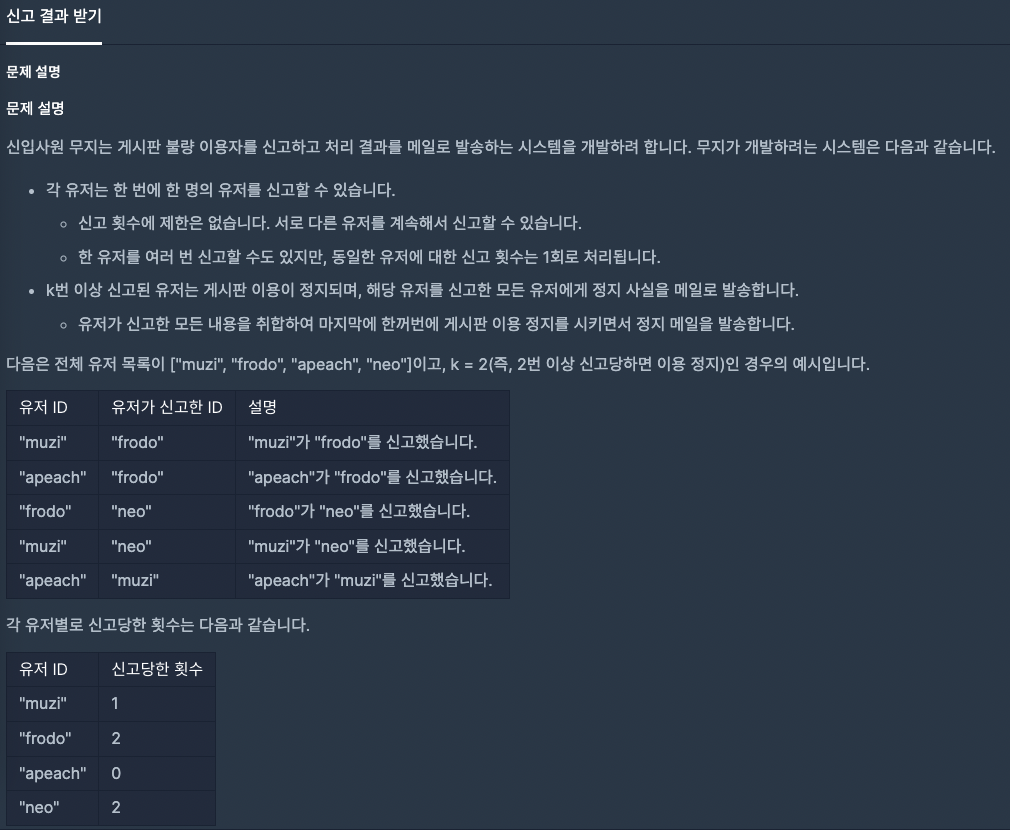 신고 결과 받기
문제 설명
문제 설명
신입사원 무지는 게시판 불량 이용자를 신고하고 처리 결과를 메일로 발송하는 시스템을 개발하려 합니다. 무지가 개발하려는 시스템은 다음과 같습니다.
• 각 유저는 한 번에 한 명의 유저를 신고할 수 있습니다.
◦ 신고 횟수에 제한은 없습니다. 서로 다른 유저를 계속해서 신고할 수 있습니다.
◦ 한 유저를 여러 번 신고할 수도 있지만, 동일한 유저에 대한 신고 횟수는 1회로 처리됩니다.
• k번 이상 신고된 유저는 게시판 이용이 정지되며, 해당 유저를 신고한 모든 유저에게 정지 사실을 메일로 발송합니다.
◦ 유저가 신고한 모든 내용을 취합하여 마지막에 한꺼번에 게시판 이용 정지를 시키면서 정지 메일을 발송합니다.
다음은 전체 유저 목록이 ["muzi", "frodo", "apeach", "neo"]이고, k = 2(즉, 2번 이상 신고당하면 이용 정지)인 경우의 예시입니다.
유저 ID 유저가 신고한 ID 설명
"muzi" "frodo" "muzi"가 "frodo"를 신고했습니다.
"apeach" "frodo" "apeach"가 "frodo"를 신고했습니다.
"frodo" "neo" "frodo"가 "neo"를 신고했습니다.
"muzi" "neo" "muzi"가 "neo"를 신고했습니다.
"apeach" "muzi" "apeach"가 "muzi"를 신고했습니다.
각 유저별로 신고당한 횟수는 다음과 같습니다.
유저 ID 신고당한 횟수
"muzi" 1
"frodo" 2
"apeach" 0
"neo" 2